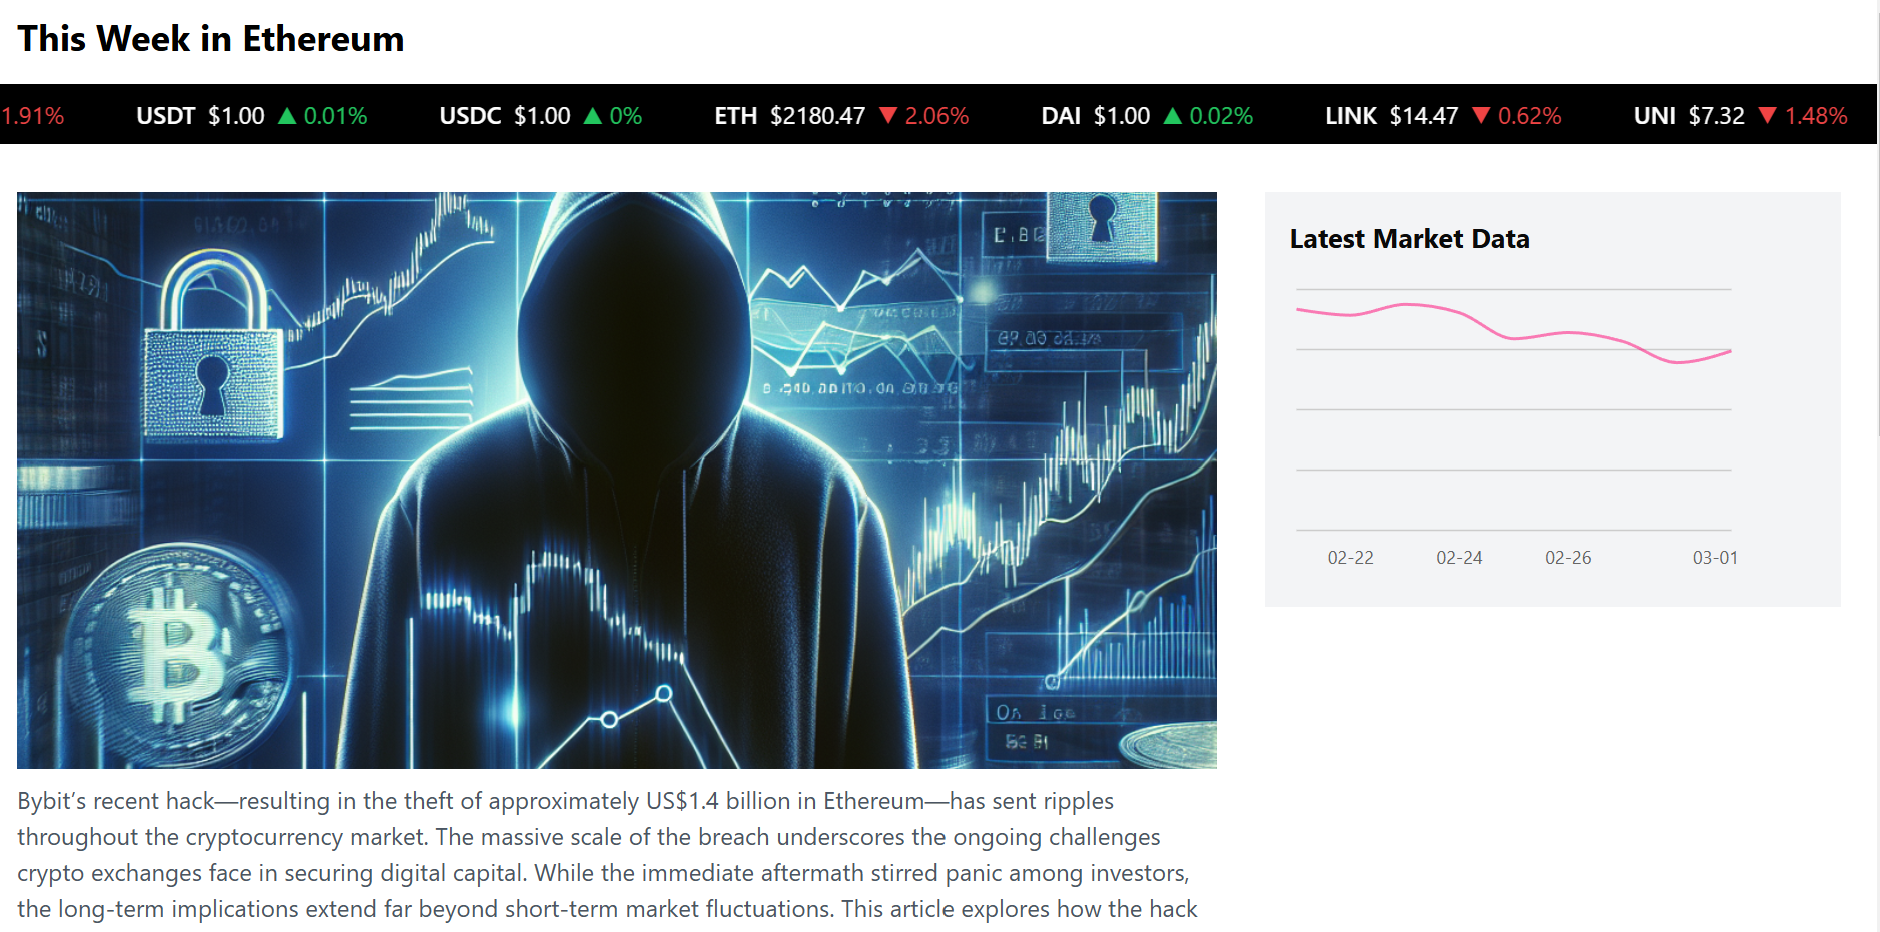 This Week in Ethereum
1.91% USDT $1.00 ▲ 0.01% USDC $1.00 ▲ 0% ETH $2180.47 ▼ 2.06% DAI $1.00 ▲ 0.02% LINK $14.47 ▼ 0.62% UNI $7.32 ▼ 1.48%
Latest Market Data
02-22 02-24 02-26 03-01
Bybit’s recent hack—resulting in the theft of approximately US$1.4 billion in Ethereum—has sent ripples
throughout the cryptocurrency market. The massive scale of the breach underscores the ongoing challenges
crypto exchanges face in securing digital capital. While the immediate aftermath stirred panic among investors,
the long-term implications extend far beyond short-term market fluctuations. This article explores how the hack